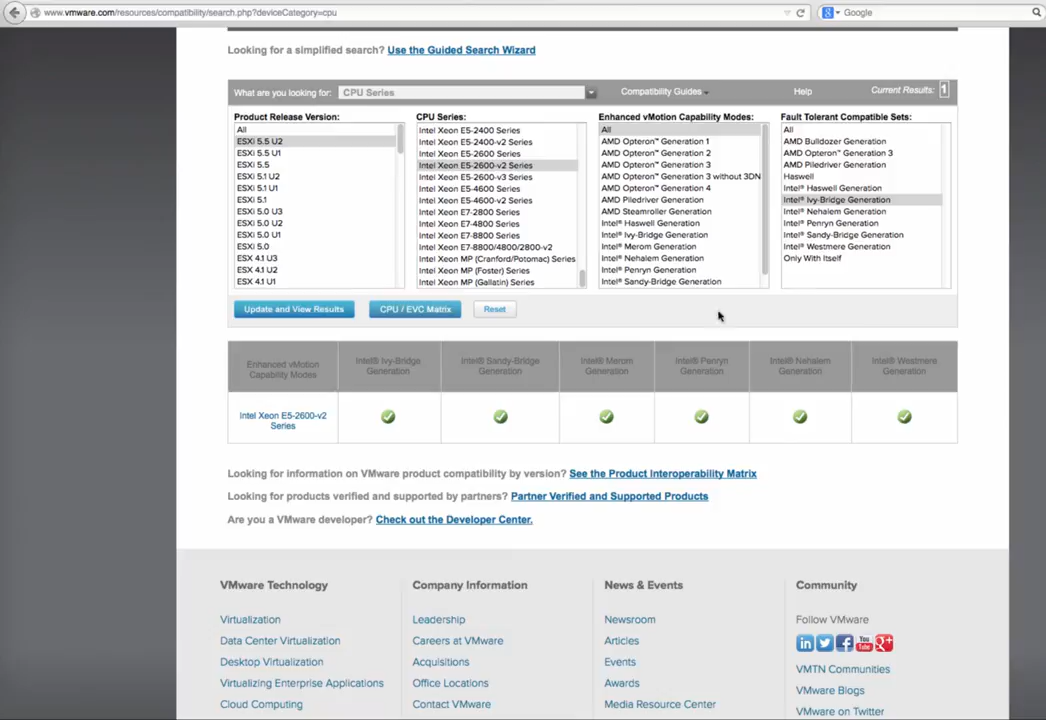 www.vmware.com/resources/compatibility/search.php?deviceCategory=cpu
Google
Looking for a simplified search? Use the Guided Search Wizard
What are you looking for: CPU Series
Compatibility Guides
Help
Current Results: 1
Product Release Version:
All
ESXi 5.5 U2
ESXi 5.5 U1
ESXi 5.5
ESXi 5.1 U2
ESXi 5.1 U1
ESXi 5.1
ESXi 5.0 U3
ESXi 5.0 U2
ESXi 5.0 U1
ESXi 5.0
ESX 4.1 U3
ESX 4.1 U2
ESX 4.1 U1
CPU Series:
Intel Xeon E5-2400 Series
Intel Xeon E5-2400-v2 Series
Intel Xeon E5-2600 Series
Intel Xeon E5-2600-v2 Series
Intel Xeon E5-2600-v3 Series
Intel Xeon E5-4600 Series
Intel Xeon E5-4600-v2 Series
Intel Xeon E7-2800 Series
Intel Xeon E7-4800 Series
Intel Xeon E7-8800 Series
Intel Xeon E7-8800/4800/2800-v2
Intel Xeon MP (Cranford/Potomac) Series
Intel Xeon MP (Foster) Series
Intel Xeon MP (Gallatin) Series
Enhanced vMotion Capability Modes:
All
AMD Opteron™ Generation 1
AMD Opteron™ Generation 2
AMD Opteron™ Generation 3
AMD Opteron™ Generation 3 without 3DN
AMD Opteron™ Generation 4
AMD Piledriver Generation
AMD Steamroller Generation
Intel® Haswell Generation
Intel® Ivy-Bridge Generation
Intel® Merom Generation
Intel® Nehalem Generation
Intel® Penryn Generation
Intel® Sandy-Bridge Generation
Fault Tolerant Compatible Sets:
All
AMD Bulldozer Generation
AMD Opteron™ Generation 3
AMD Piledriver Generation
Haswell
Intel® Haswell Generation
Intel® Ivy-Bridge Generation
Intel® Nehalem Generation
Intel® Penryn Generation
Intel® Sandy-Bridge Generation
Intel® Westmere Generation
Only With Itself
Update and View Results
CPU / EVC Matrix
Reset
Enhanced vMotion
Capability Modes
Intel® Ivy-Bridge
Generation
Intel® Sandy-Bridge
Generation
Intel® Merom
Generation
Intel® Penryn
Generation
Intel® Nehalem
Generation
Intel® Westmere
Generation
Intel Xeon E5-2600-v2
Series
Looking for information on VMware product compatibility by version? See the Product Interoperability Matrix
Looking for products verified and supported by partners? Partner Verified and Supported Products
Are you a VMware developer? Check out the Developer Center.
VMware Technology
Virtualization
Data Center Virtualization
Desktop Virtualization
Virtualizing Enterprise Applications
Cloud Computing
Company Information
Leadership
Careers at VMware
Acquisitions
Office Locations
Contact VMware
News & Events
Newsroom
Articles
Events
Awards
Media Resource Center
Community
Follow VMware
VMTN Communities
VMware Blogs
VMware on Twitter